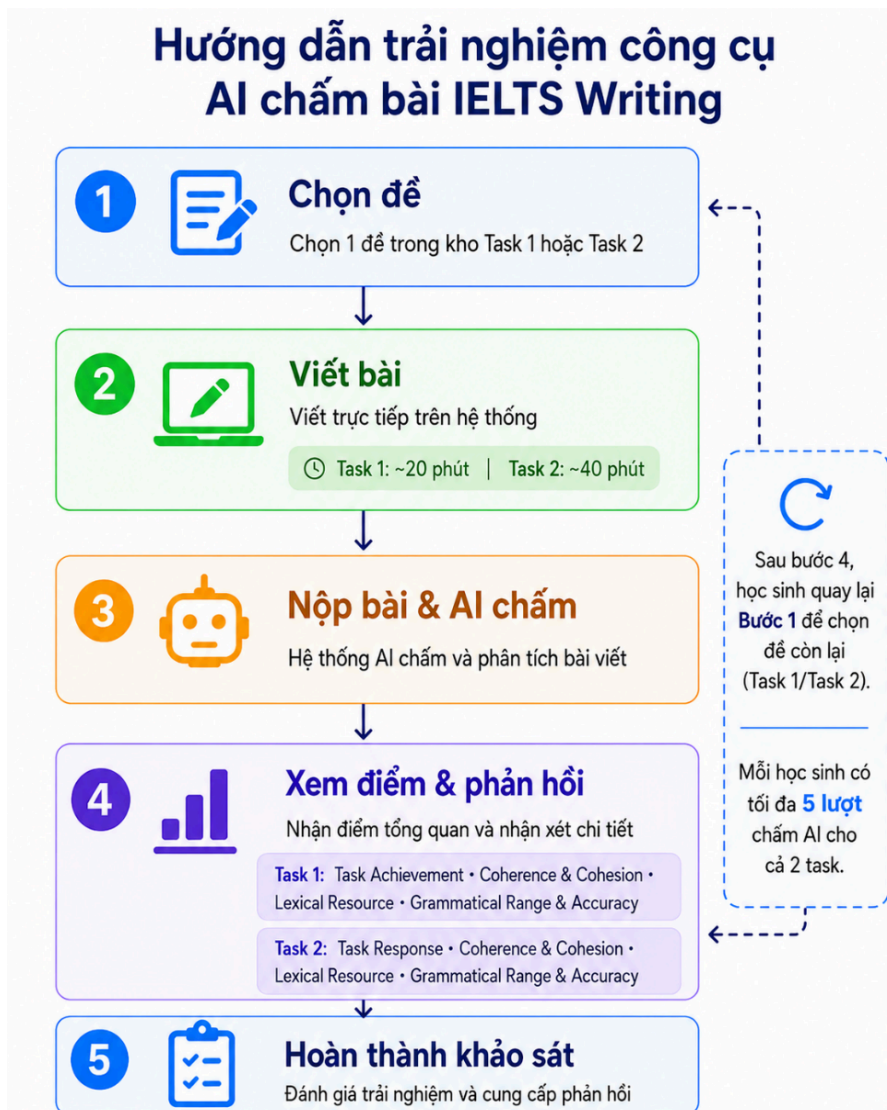 Hướng dẫn trải nghiệm công cụ
AI chấm bài IELTS Writing
1
Chọn đề
Chọn 1 đề trong kho Task 1 hoặc Task 2
2
Viết bài
Viết trực tiếp trên hệ thống
Task 1: ~20 phút | Task 2: ~40 phút
3
Nộp bài & AI chấm
Hệ thống AI chấm và phân tích bài viết
4
Xem điểm & phản hồi
Nhận điểm tổng quan và nhận xét chi tiết
Task 1: Task Achievement • Coherence & Cohesion •
Lexical Resource • Grammatical Range & Accuracy
Task 2: Task Response • Coherence & Cohesion •
Lexical Resource • Grammatical Range & Accuracy
5
Hoàn thành khảo sát
Đánh giá trải nghiệm và cung cấp phản hồi
Sau bước 4,
học sinh quay lại
Bước 1 để chọn
đề còn lại
(Task 1/Task 2).
Mỗi học sinh có
tối đa 5 lượt
chấm AI cho
cả 2 task.